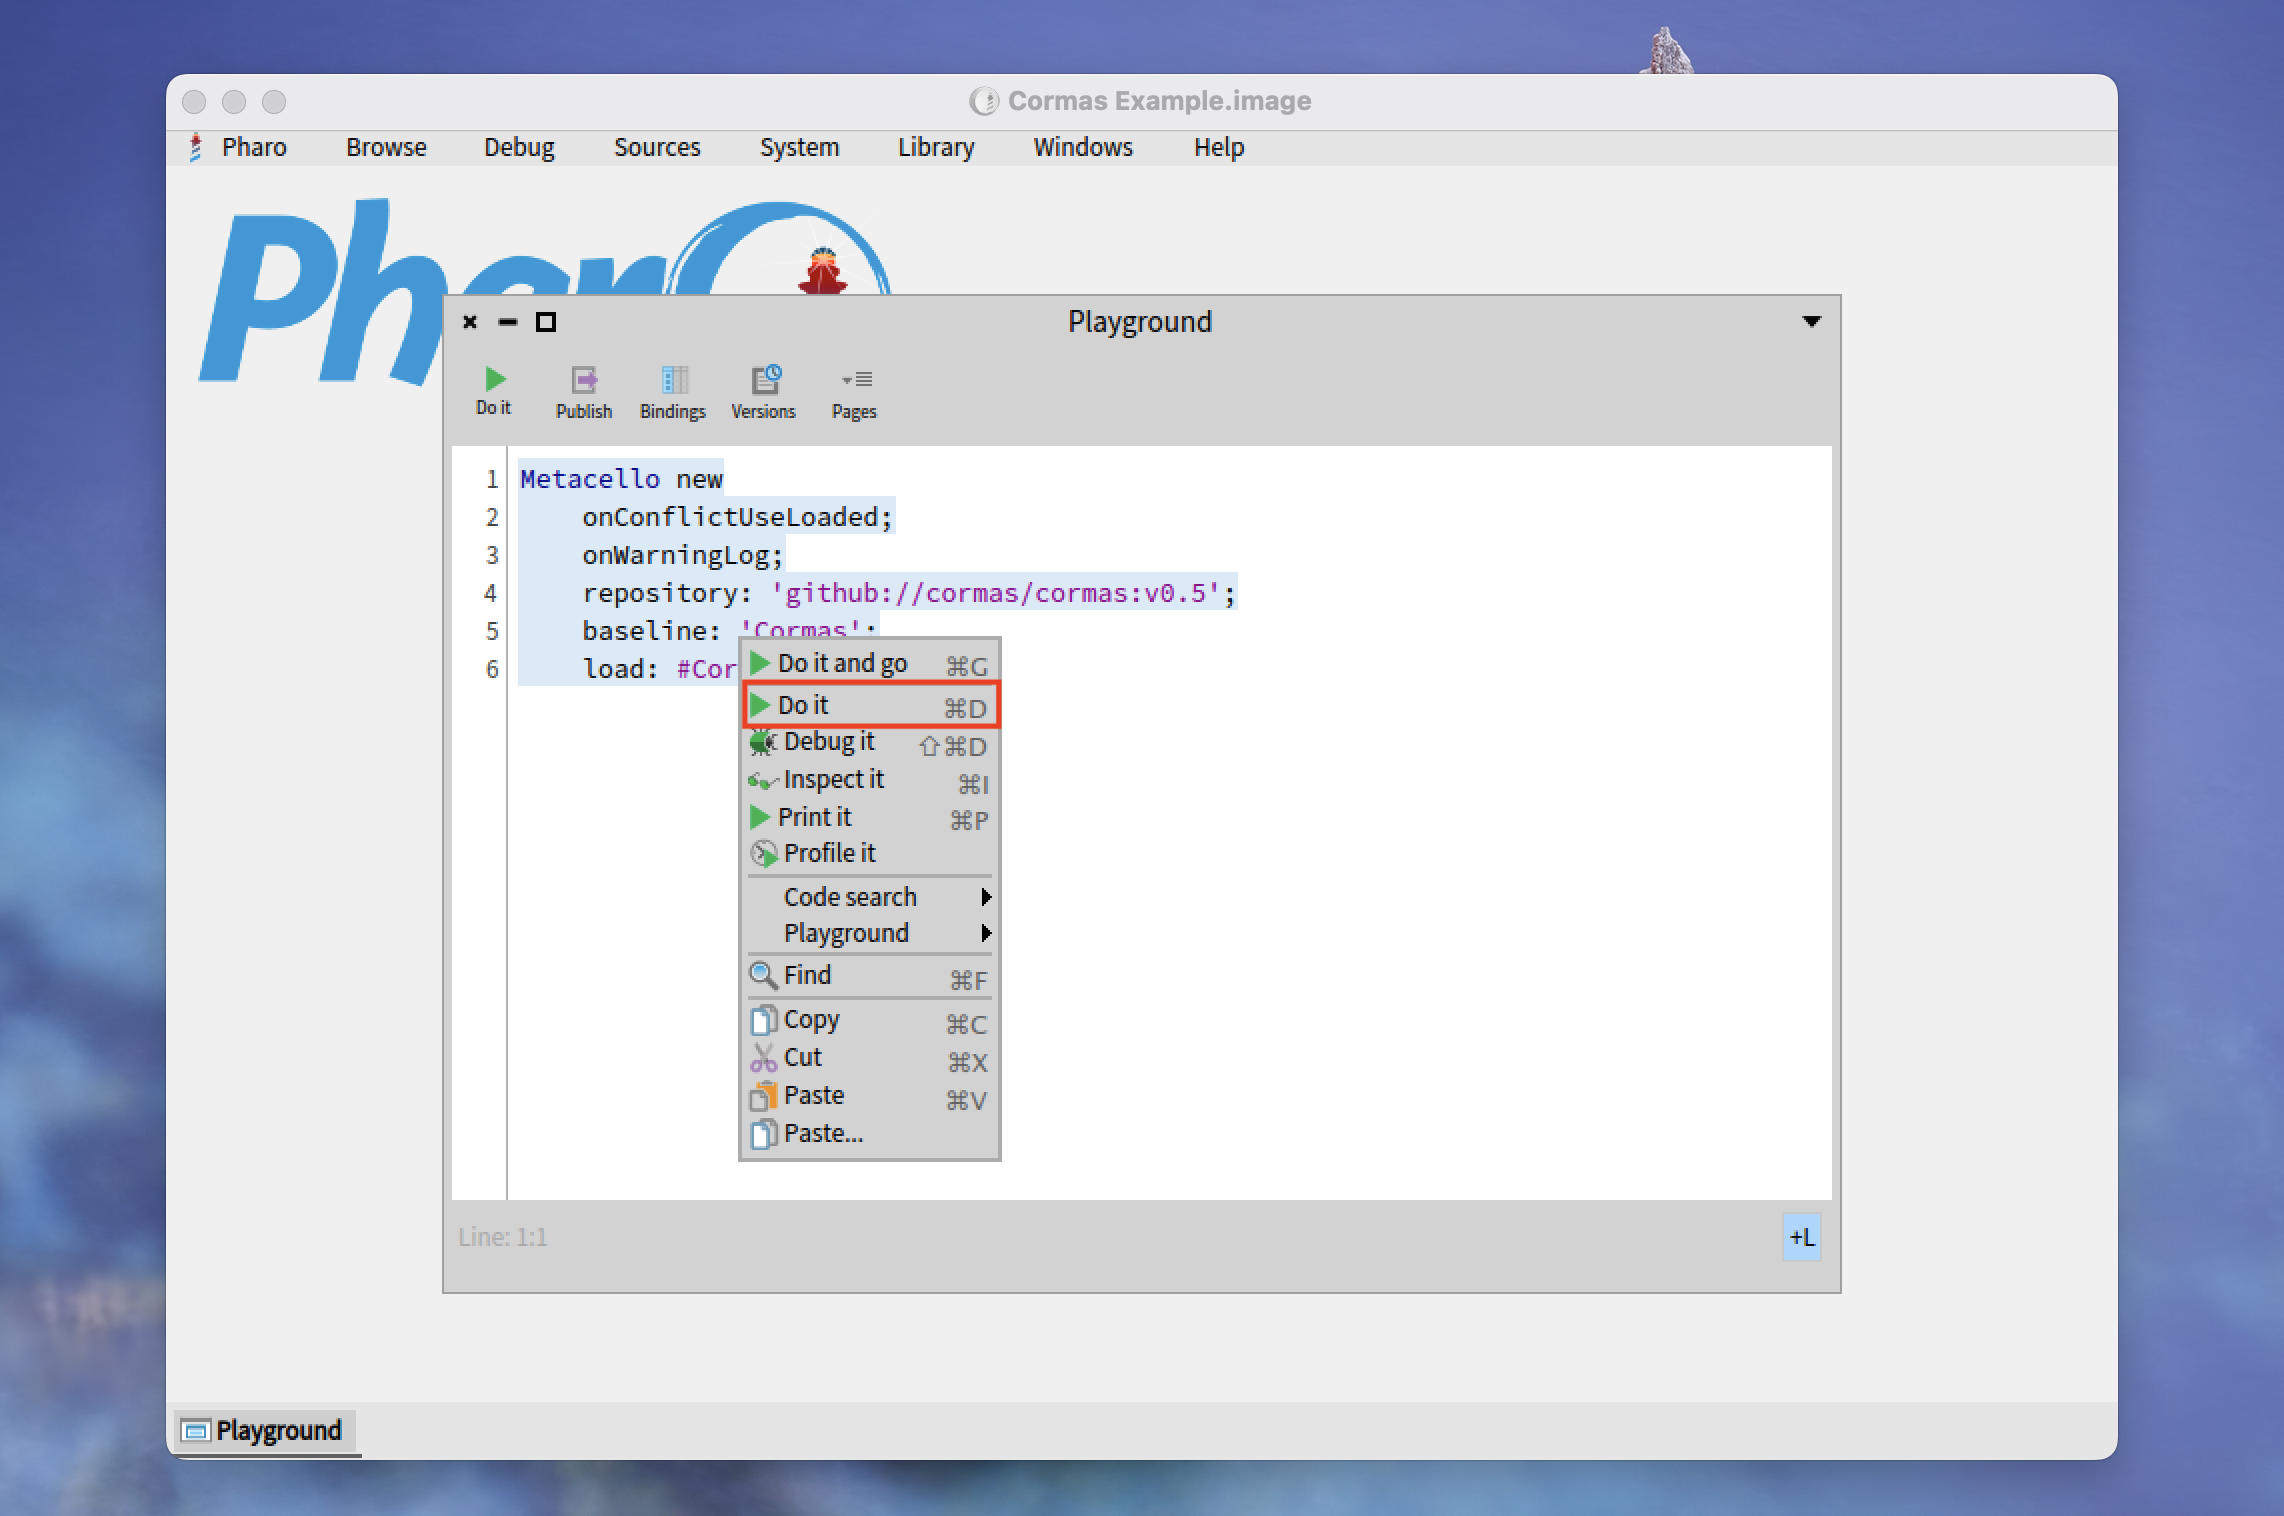 Cormas Example.image
Pharo Browse Debug Sources System Library Windows Help
Playground
Do it Publish Bindings Versions Pages
1 Metacello new
2 onConflictUseLoaded;
3 onWarningLog;
4 repository: 'github://cormas/cormas:v0.5';
5 baseline: 'Cormas';
6 load: #Cor
Do it and go ⌘G
Do it ⌘D
Debug it ⇧⌘D
Inspect it ⌘I
Print it ⌘P
Profile it
Code search
Playground
Find ⌘F
Copy ⌘C
Cut ⌘X
Paste ⌘V
Paste...
Line: 1:1
+L
Playground